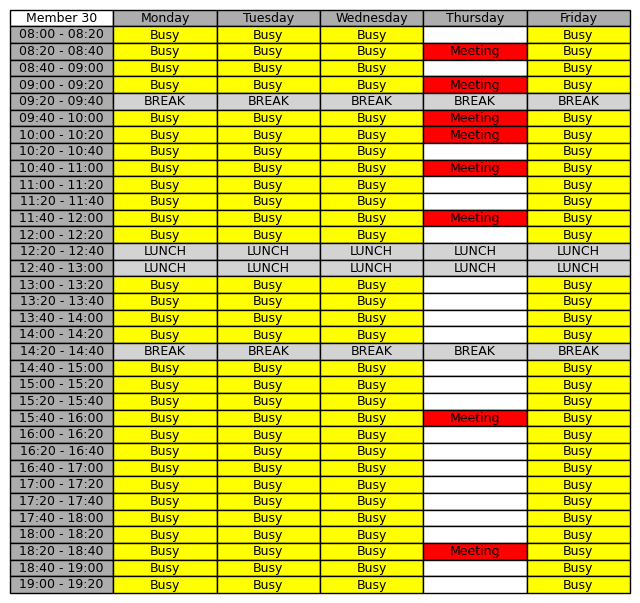 Member 30 Monday Tuesday Wednesday Thursday Friday
08:00 - 08:20 Busy Busy Busy Busy
08:20 - 08:40 Busy Busy Busy Meeting Busy
08:40 - 09:00 Busy Busy Busy Busy
09:00 - 09:20 Busy Busy Busy Meeting Busy
09:20 - 09:40 BREAK BREAK BREAK BREAK BREAK
09:40 - 10:00 Busy Busy Busy Meeting Busy
10:00 - 10:20 Busy Busy Busy Meeting Busy
10:20 - 10:40 Busy Busy Busy Busy
10:40 - 11:00 Busy Busy Busy Meeting Busy
11:00 - 11:20 Busy Busy Busy Busy
11:20 - 11:40 Busy Busy Busy Busy
11:40 - 12:00 Busy Busy Busy Meeting Busy
12:00 - 12:20 Busy Busy Busy Busy
12:20 - 12:40 LUNCH LUNCH LUNCH LUNCH LUNCH
12:40 - 13:00 LUNCH LUNCH LUNCH LUNCH LUNCH
13:00 - 13:20 Busy Busy Busy Busy
13:20 - 13:40 Busy Busy Busy Busy
13:40 - 14:00 Busy Busy Busy Busy
14:00 - 14:20 Busy Busy Busy Busy
14:20 - 14:40 BREAK BREAK BREAK BREAK BREAK
14:40 - 15:00 Busy Busy Busy Busy
15:00 - 15:20 Busy Busy Busy Busy
15:20 - 15:40 Busy Busy Busy Busy
15:40 - 16:00 Busy Busy Busy Meeting Busy
16:00 - 16:20 Busy Busy Busy Busy
16:20 - 16:40 Busy Busy Busy Busy
16:40 - 17:00 Busy Busy Busy Busy
17:00 - 17:20 Busy Busy Busy Busy
17:20 - 17:40 Busy Busy Busy Busy
17:40 - 18:00 Busy Busy Busy Busy
18:00 - 18:20 Busy Busy Busy Busy
18:20 - 18:40 Busy Busy Busy Meeting Busy
18:40 - 19:00 Busy Busy Busy Busy
19:00 - 19:20 Busy Busy Busy Busy